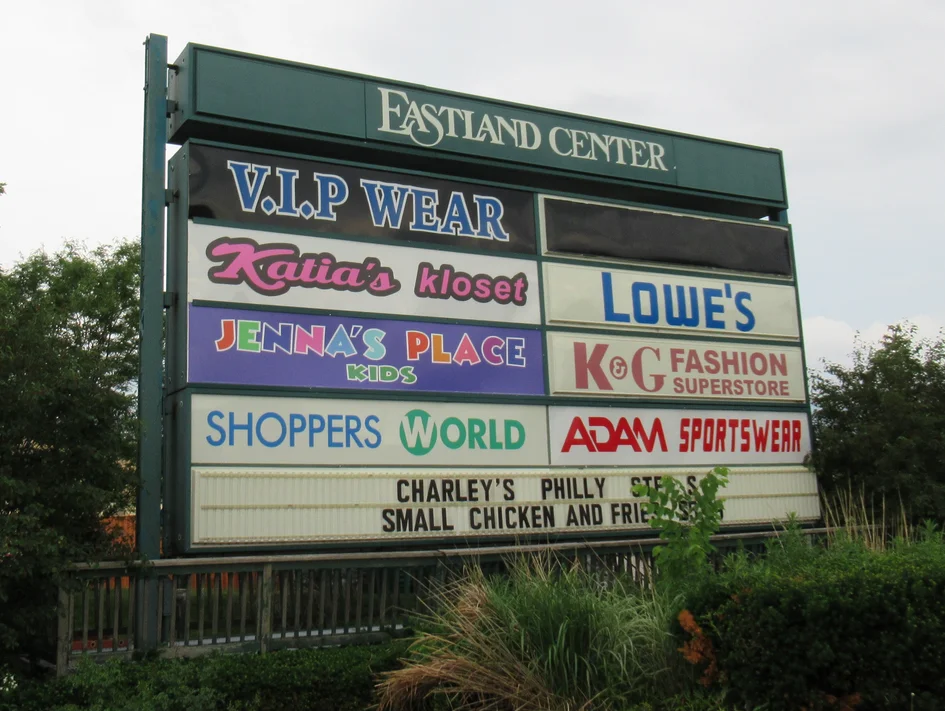 EASTLAND CENTER
V.I.P WEAR
Katia's kloset
LOWE'S
JENNA'S PLACE
KIDS
K&G FASHION
SUPERSTORE
SHOPPERS WORLD
ADAM SPORTSWEAR
CHARLEY'S PHILLY
SMALL CHICKEN AND